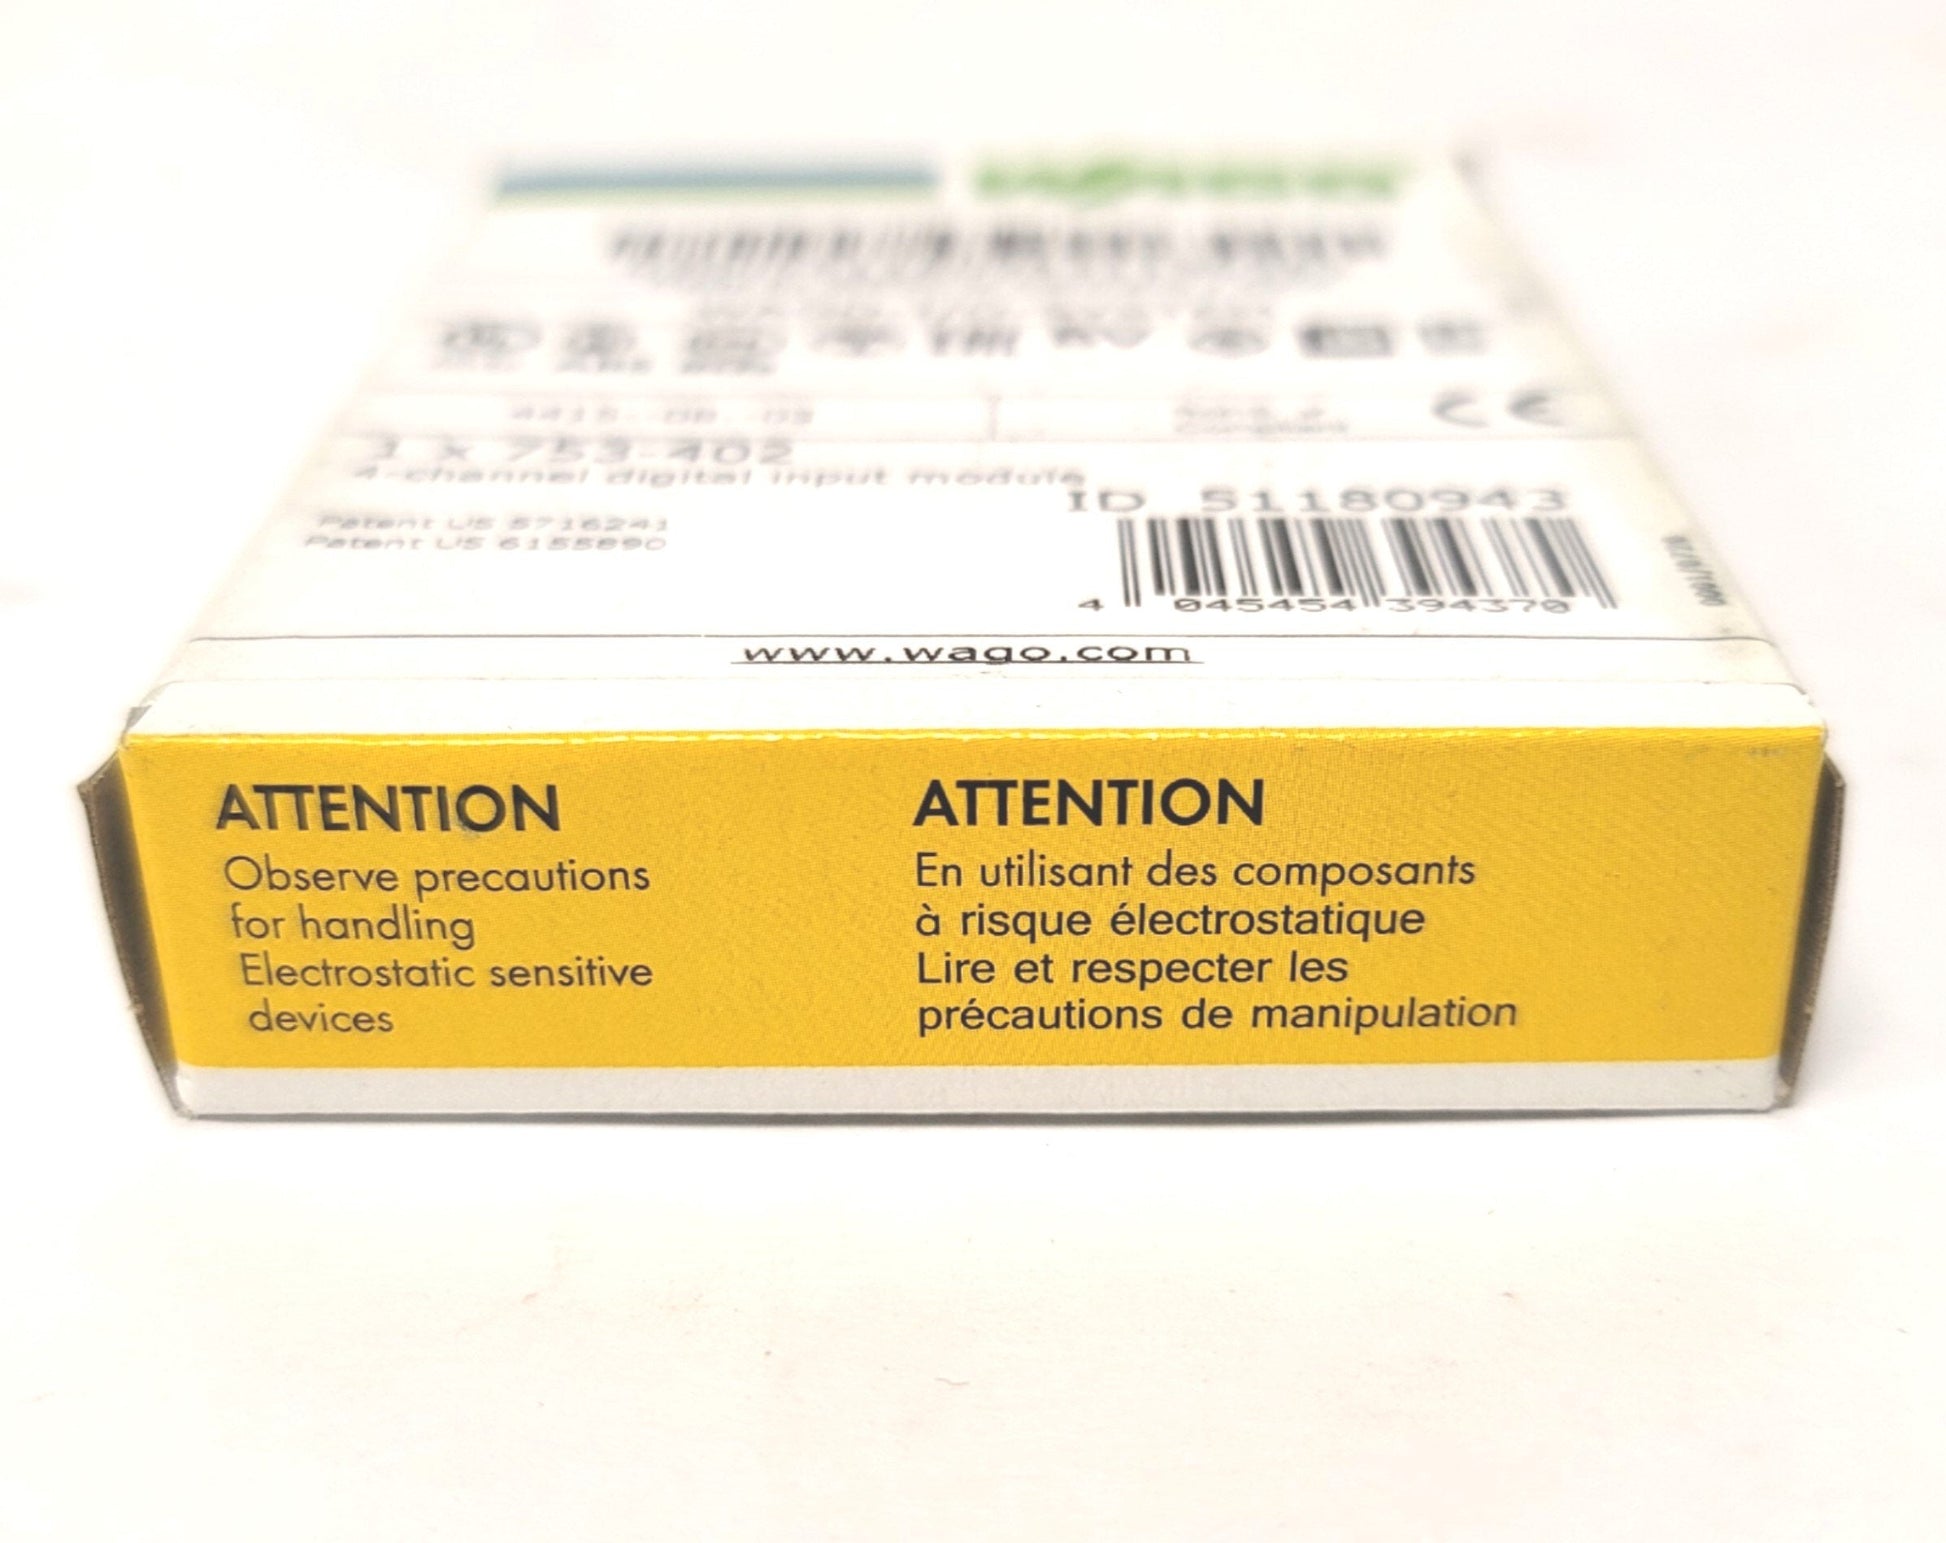 1 x 753-402
4-channel digital input module
Patent US 5716241
Patent US 6155890
ID 51180943
4 045454 394370
www.wago.com
ATTENTION
Observe precautions
for handling
Electrostatic sensitive
devices
ATTENTION
En utilisant des composants
à risque électrostatique
Lire et respecter les
précautions de manipulation